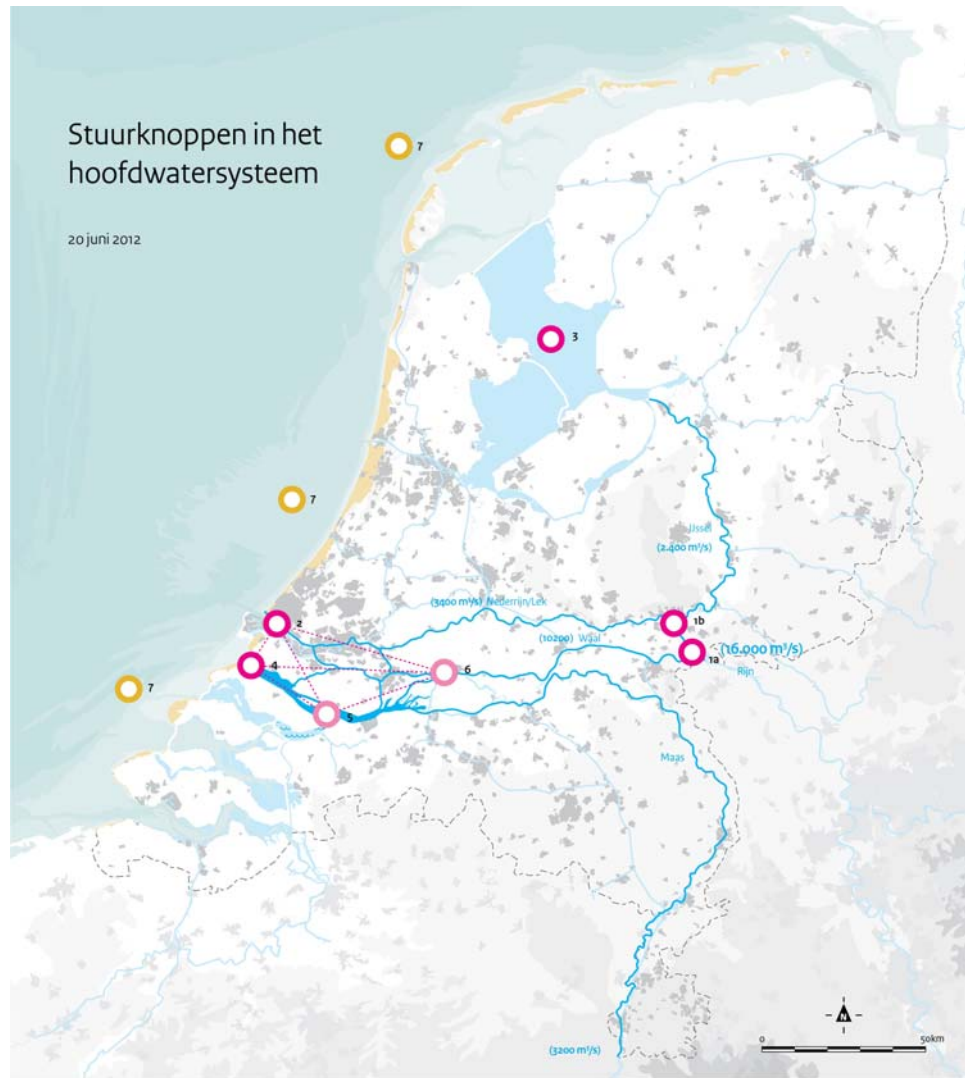 Stuurknoppen in het
hoofdwatersysteem
20 juni 2012
7
3
7
IJssel
(2.400 m³/s)
(3400 m³/s) Nederrijn/Lek
2
1b
(10200) Waal
(16.000 m³/s)
1a
Rijn
4
6
7
5
Maas
N
0
50km
(3200 m³/s)